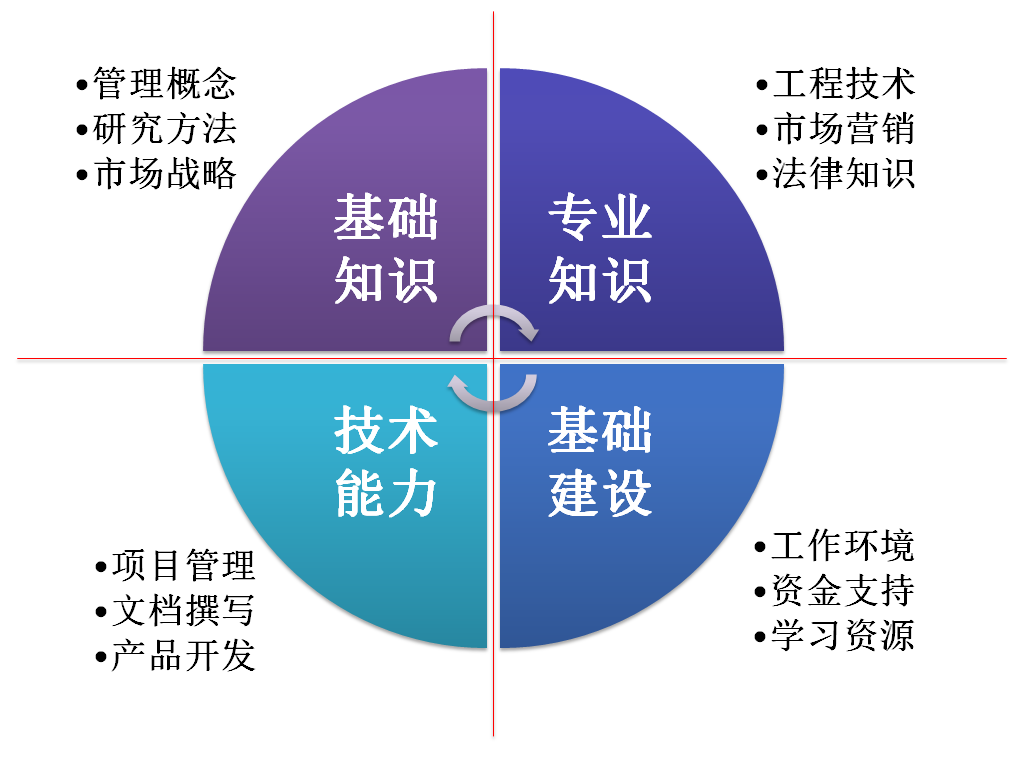 •管理概念
•研究方法
•市场战略
基础
知识
•工程技术
•市场营销
•法律知识
专业
知识
技术
能力
•项目管理
•文档撰写
•产品开发
基础
建设
•工作环境
•资金支持
•学习资源